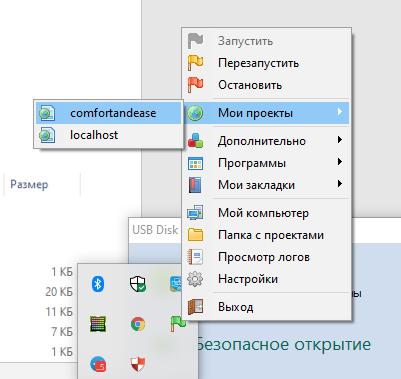 Запустить
Перезапустить
Остановить
Мои проекты
comfortandease
localhost
Дополнительно
Программы
Мои закладки
Размер
Мой компьютер
USB Disk
Папка с проектами
Просмотр логов
1 КБ
20 КБ
Настройки
ы
11 КБ
Выход
7 КБ
Безопасное открытие
1 КБ